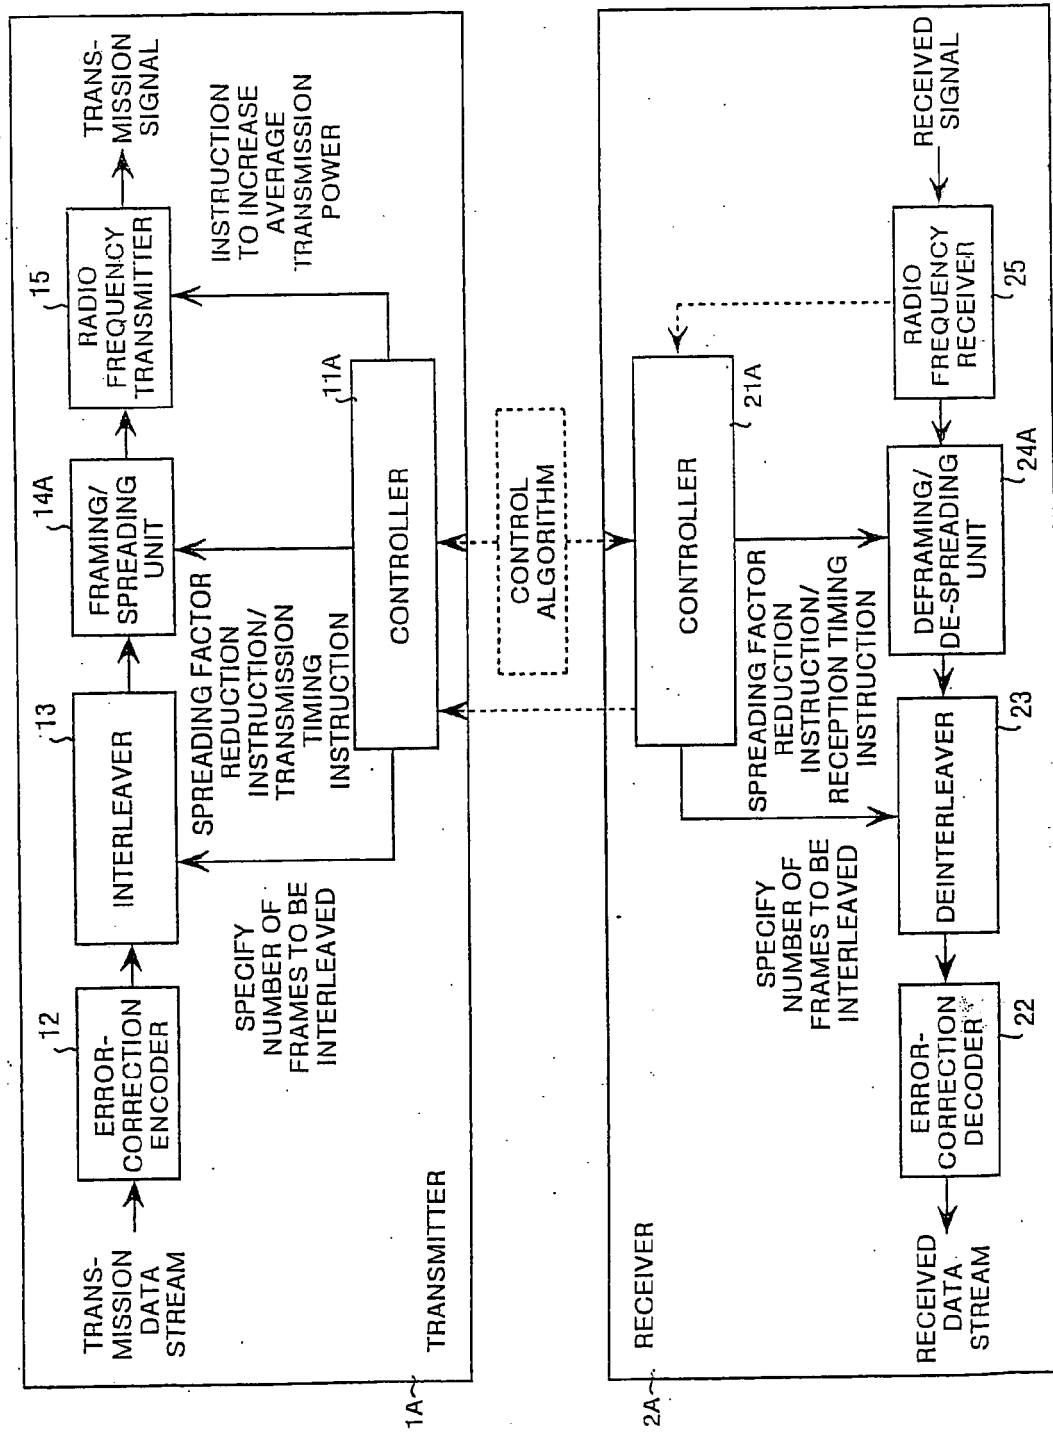 TRANS-
MISSION
DATA
STREAM
12
ERROR-
CORRECTION
ENCODER
13
INTERLEAVER
14A
FRAMING/
SPREADING
UNIT
15
RADIO
FREQUENCY
TRANSMITTER
TRANS-
MISSION
SIGNAL
SPECIFY
NUMBER OF
FRAMES TO BE
INTERLEAVED
SPREADING FACTOR
REDUCTION
INSTRUCTION/
TRANSMISSION
TIMING
INSTRUCTION
INSTRUCTION
TO INCREASE
AVERAGE
TRANSMISSION
POWER
11A
CONTROLLER
TRANSMITTER
1A
CONTROL
ALGORITHM
RECEIVER
2A
CONTROLLER
21A
SPECIFY
NUMBER OF
FRAMES TO BE
INTERLEAVED
SPREADING FACTOR
REDUCTION
INSTRUCTION/
RECEPTION TIMING
INSTRUCTION
RECEIVED
SIGNAL
RECEIVED
DATA
STREAM
ERROR-
CORRECTION
DECODER
22
DEINTERLEAVER
23
DEFRAMING/
DE-SPREADING
UNIT
24A
RADIO
FREQUENCY
RECEIVER
25